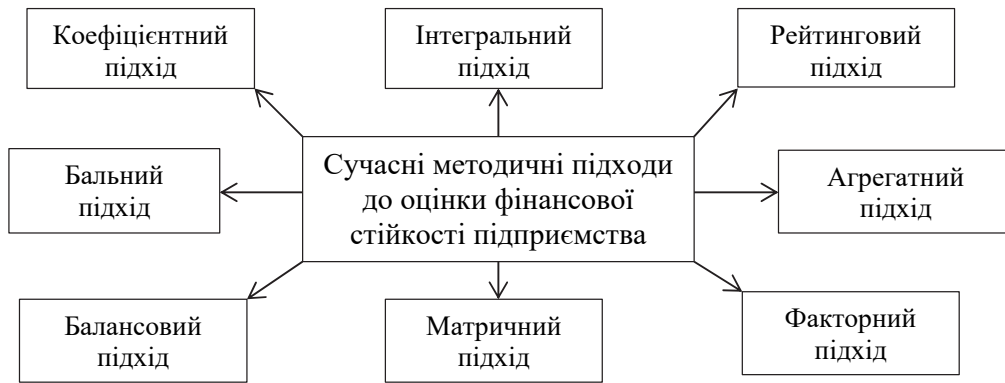 Коефіцієнтний
підхід
Інтегральний
підхід
Рейтинговий
підхід
Бальний
підхід
Сучасні методичні підходи
до оцінки фінансової
стійкості підприємства
Агрегатний
підхід
Балансовий
підхід
Матричний
підхід
Факторний
підхід